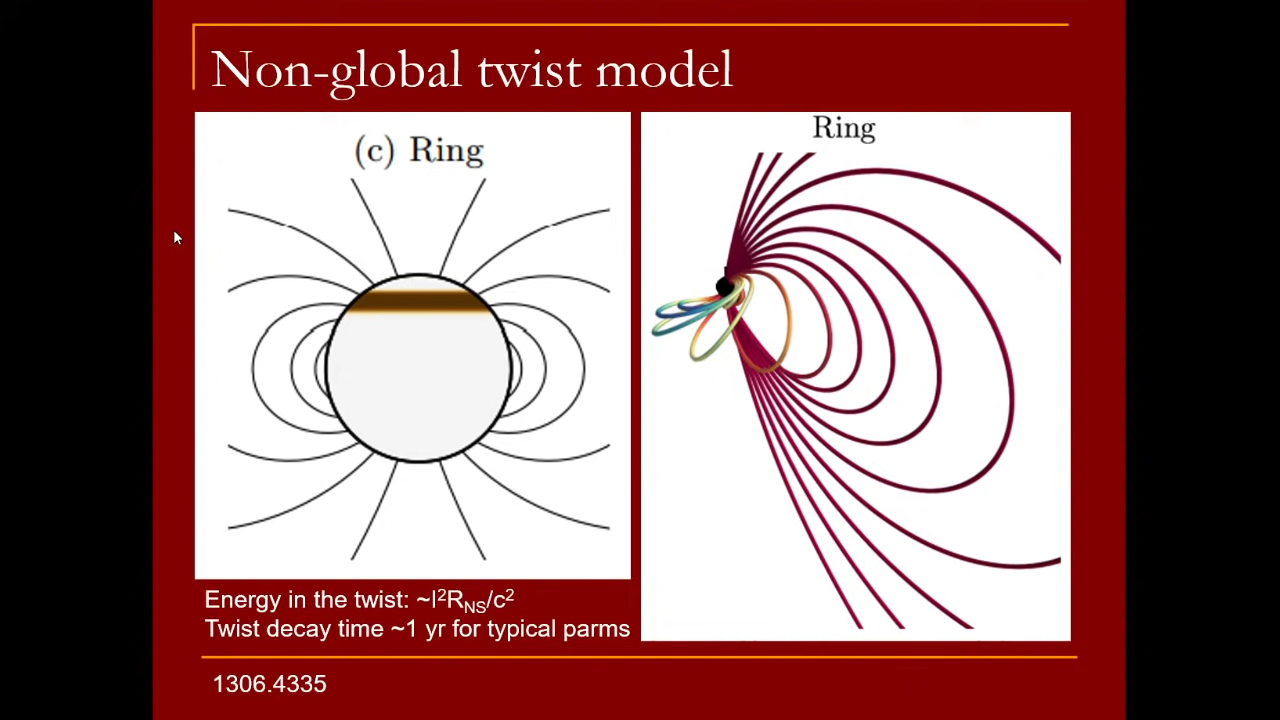 Non-global twist model
(c) Ring
Ring
Energy in the twist: ~I²R_NS/c²
Twist decay time ~1 yr for typical parms
1306.4335